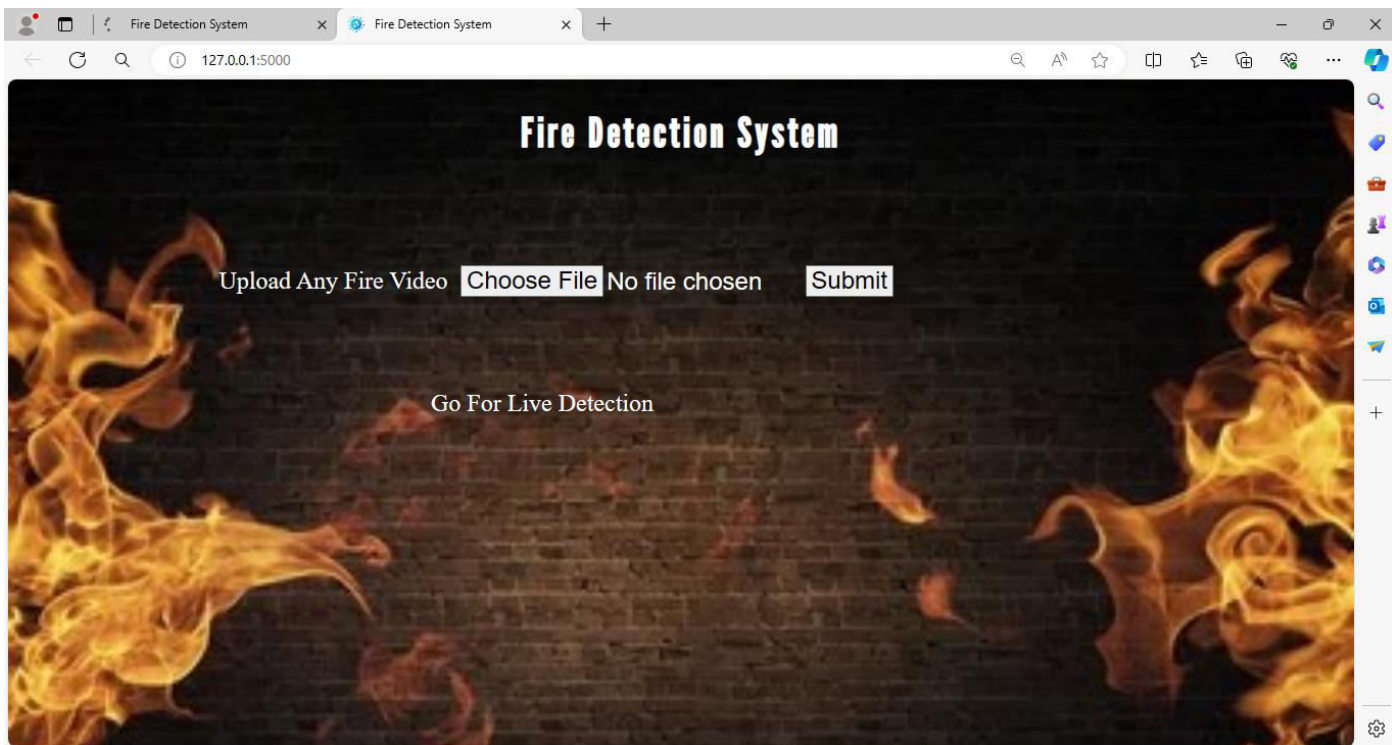 Fire Detection System Fire Detection System
127.0.0.1:5000
Fire Detection System
Upload Any Fire Video Choose File No file chosen Submit
Go For Live Detection